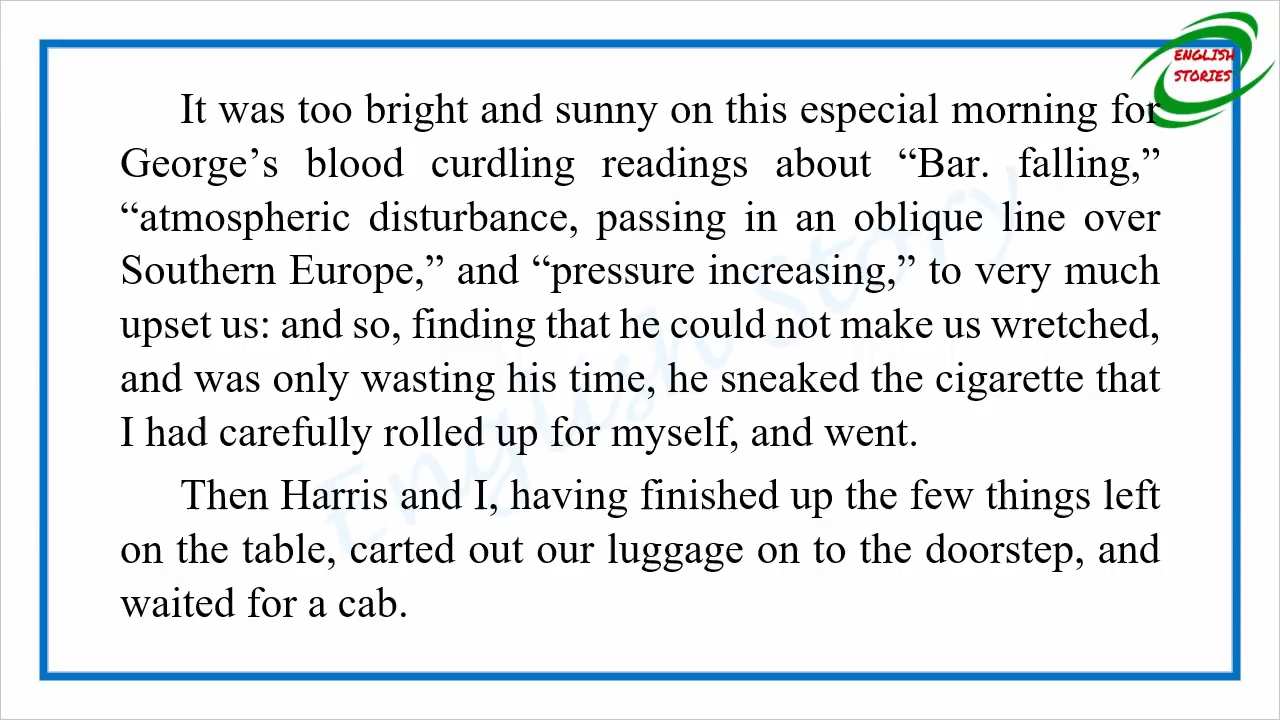 ENGLISH
STORIES
It was too bright and sunny on this especial morning for
George’s blood curdling readings about “Bar. falling,”
“atmospheric disturbance, passing in an oblique line over
Southern Europe,” and “pressure increasing,” to very much
upset us: and so, finding that he could not make us wretched,
and was only wasting his time, he sneaked the cigarette that
I had carefully rolled up for myself, and went.
Then Harris and I, having finished up the few things left
on the table, carted out our luggage on to the doorstep, and
waited for a cab.
English Story